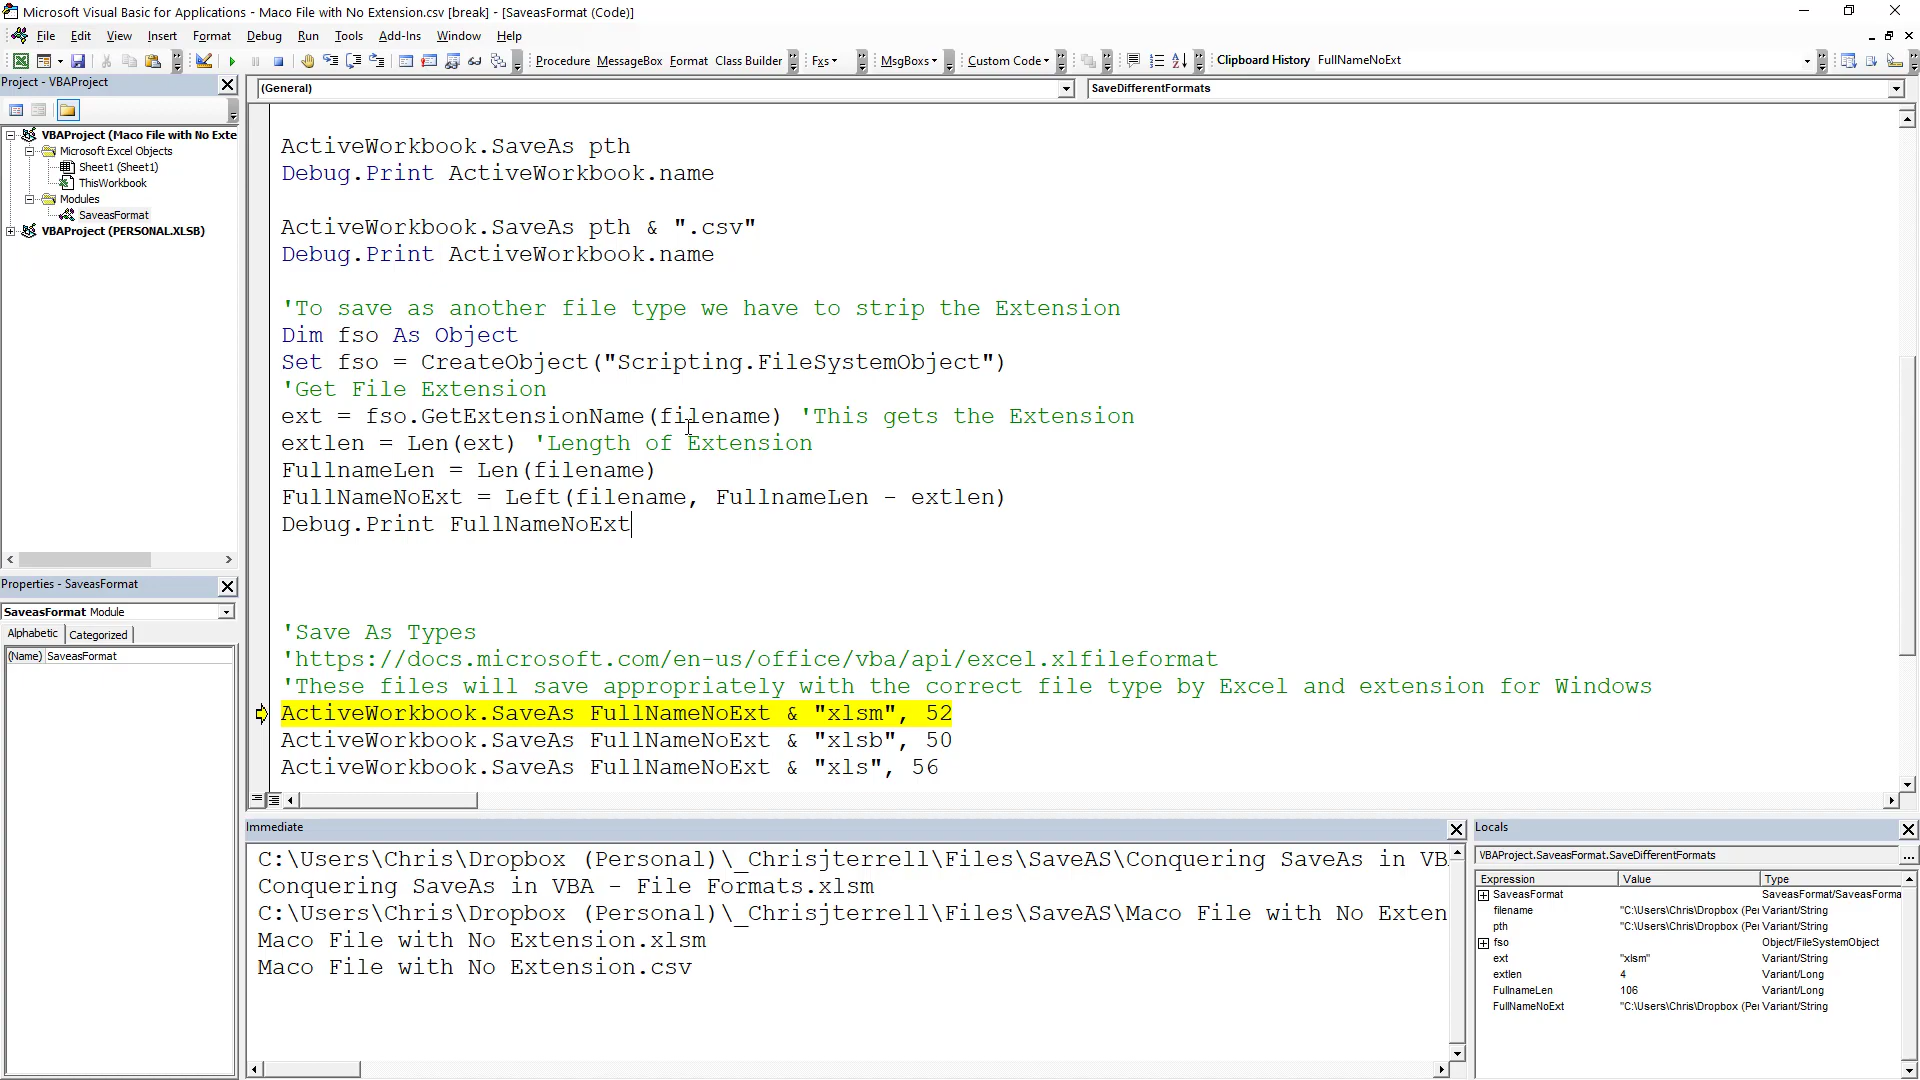 Microsoft Visual Basic for Applications - Maco File with No Extension.csv [break] - [SaveasFormat (Code)]
File Edit View Insert Format Debug Run Tools Add-Ins Window Help
Procedure MessageBox Format Class Builder Fx▾ MsgBoxs Custom Code Clipboard History FullNameNoExt
Project - VBAProject
(General)
SaveDifferentFormats
VBAProject (Maco File with No Exte
Microsoft Excel Objects
Sheet1 (Sheet1)
ThisWorkbook
Modules
SaveasFormat
VBAProject (PERSONAL.XLSB)
ActiveWorkbook.SaveAs pth
Debug.Print ActiveWorkbook.name
ActiveWorkbook.SaveAs pth & ".csv"
Debug.Print ActiveWorkbook.name
'To save as another file type we have to strip the Extension
Dim fso As Object
Set fso = CreateObject("Scripting.FileSystemObject")
'Get File Extension
ext = fso.GetExtensionName(filename) 'This gets the Extension
extlen = Len(ext) 'Length of Extension
FullnameLen = Len(filename)
FullNameNoExt = Left(filename, FullnameLen - extlen)
Debug.Print FullNameNoExt
'Save As Types
'https://docs.microsoft.com/en-us/office/vba/api/excel.xlfileformat
'These files will save appropriately with the correct file type by Excel and extension for Windows
ActiveWorkbook.SaveAs FullNameNoExt & "xlsm", 52
ActiveWorkbook.SaveAs FullNameNoExt & "xlsb", 50
ActiveWorkbook.SaveAs FullNameNoExt & "xls", 56
Properties - SaveasFormat
SaveasFormat Module
Alphabetic Categorized
(Name) SaveasFormat
Immediate
C:\Users\Chris\Dropbox (Personal)\_Chrisjterrell\Files\SaveAS\Conquering SaveAs in VB
Conquering SaveAs in VBA - File Formats.xlsm
C:\Users\Chris\Dropbox (Personal)\_Chrisjterrell\Files\SaveAS\Maco File with No Exten
Maco File with No Extension.xlsm
Maco File with No Extension.csv
Locals
VBAProject.SaveasFormat.SaveDifferentFormats
...
Expression Value Type
SaveasFormat SaveasFormat/SaveasForma
filename "C:\Users\Chris\Dropbox (Per Variant/String
pth "C:\Users\Chris\Dropbox (Per Variant/String
fso Object/FileSystemObject
ext "xlsm" Variant/String
extlen 4 Variant/Long
FullnameLen 106 Variant/Long
FullNameNoExt "C:\Users\Chris\Dropbox (Per Variant/String